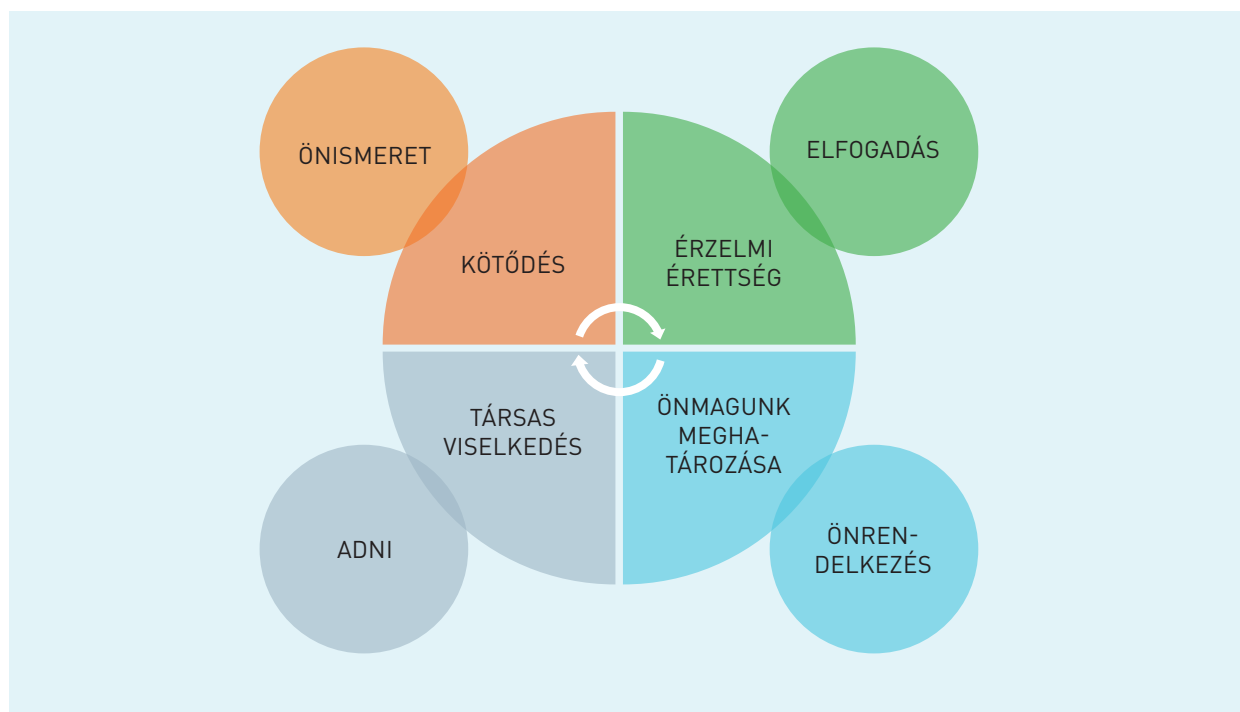 ÖNISMERET
ELFOGADÁS
KÖTŐDÉS
ÉRZELMI
ÉRETTSÉG
TÁRSAS
VISELKEDÉS
ÖNMAGUNK
MEGHA-
TÁROZÁSA
ADNI
ÖNREN-
DELKEZÉS